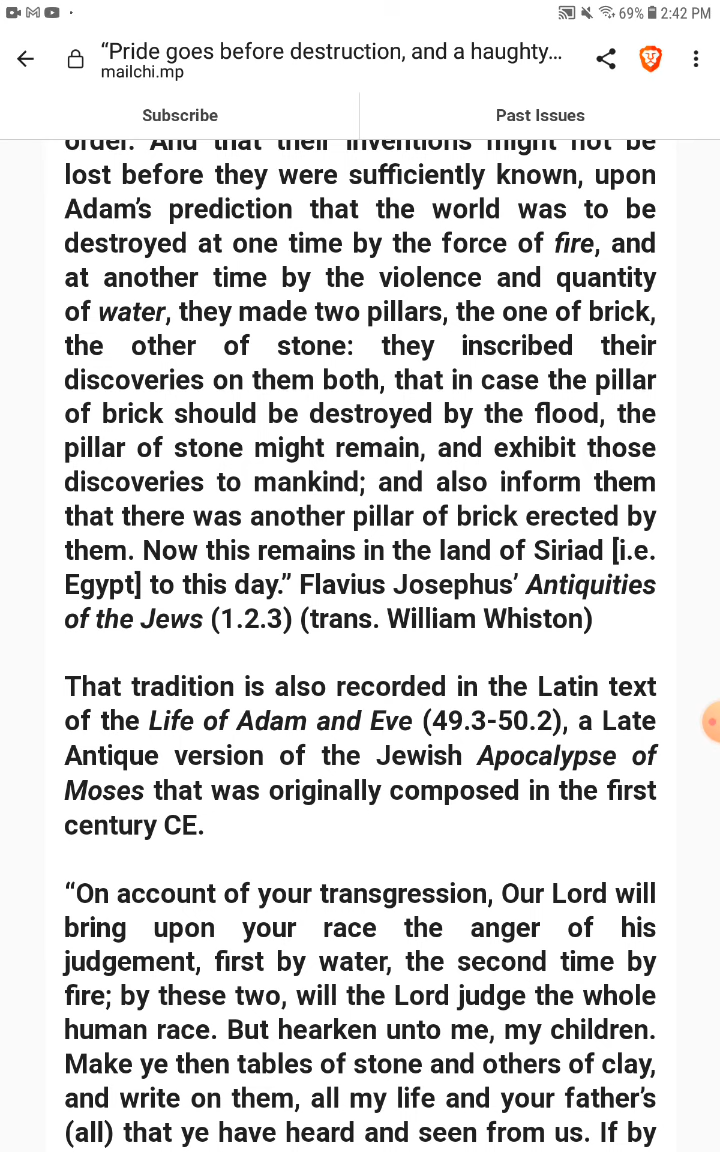 69% 2:42 PM
“Pride goes before destruction, and a haughty...
mailchi.mp
Subscribe
Past Issues
order. And that their inventions might not be
lost before they were sufficiently known, upon
Adam’s prediction that the world was to be
destroyed at one time by the force of fire, and
at another time by the violence and quantity
of water, they made two pillars, the one of brick,
the other of stone: they inscribed their
discoveries on them both, that in case the pillar
of brick should be destroyed by the flood, the
pillar of stone might remain, and exhibit those
discoveries to mankind; and also inform them
that there was another pillar of brick erected by
them. Now this remains in the land of Siriad [i.e.
Egypt] to this day.” Flavius Josephus’ Antiquities
of the Jews (1.2.3) (trans. William Whiston)
That tradition is also recorded in the Latin text
of the Life of Adam and Eve (49.3-50.2), a Late
Antique version of the Jewish Apocalypse of
Moses that was originally composed in the first
century CE.
“On account of your transgression, Our Lord will
bring upon your race the anger of his
judgement, first by water, the second time by
fire; by these two, will the Lord judge the whole
human race. But hearken unto me, my children.
Make ye then tables of stone and others of clay,
and write on them, all my life and your father’s
(all) that ye have heard and seen from us. If by